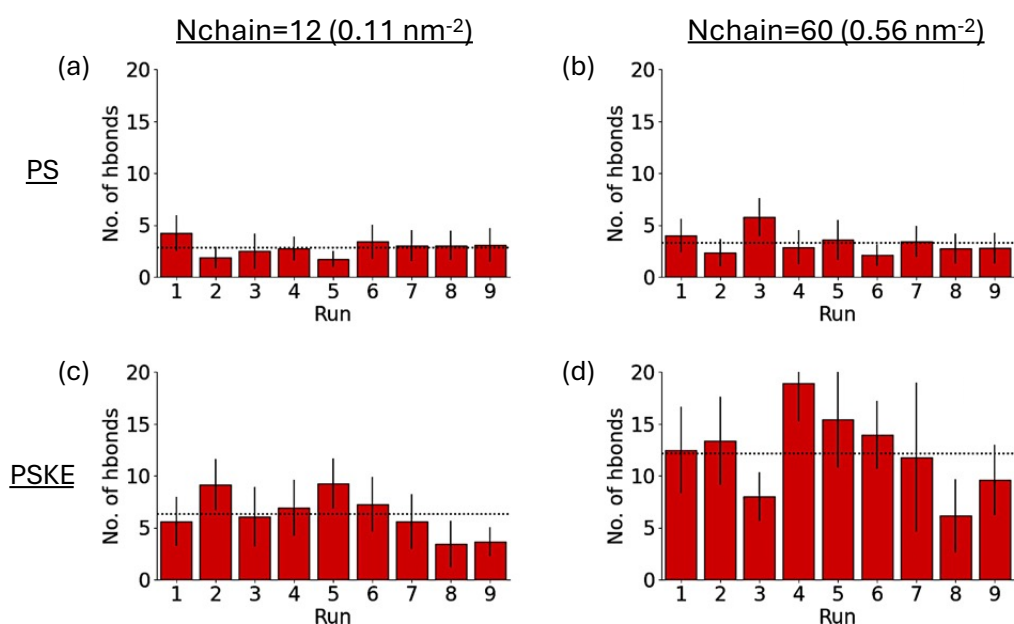 Nchain=12 (0.11 nm-2)
Nchain=60 (0.56 nm-2)
PS
(a)
No. of hbonds
20
15
10
5
0
1 2 3 4 5 6 7 8 9
Run
(b)
No. of hbonds
20
15
10
5
0
1 2 3 4 5 6 7 8 9
Run
PSKE
(c)
No. of hbonds
20
15
10
5
0
1 2 3 4 5 6 7 8 9
Run
(d)
No. of hbonds
20
15
10
5
0
1 2 3 4 5 6 7 8 9
Run